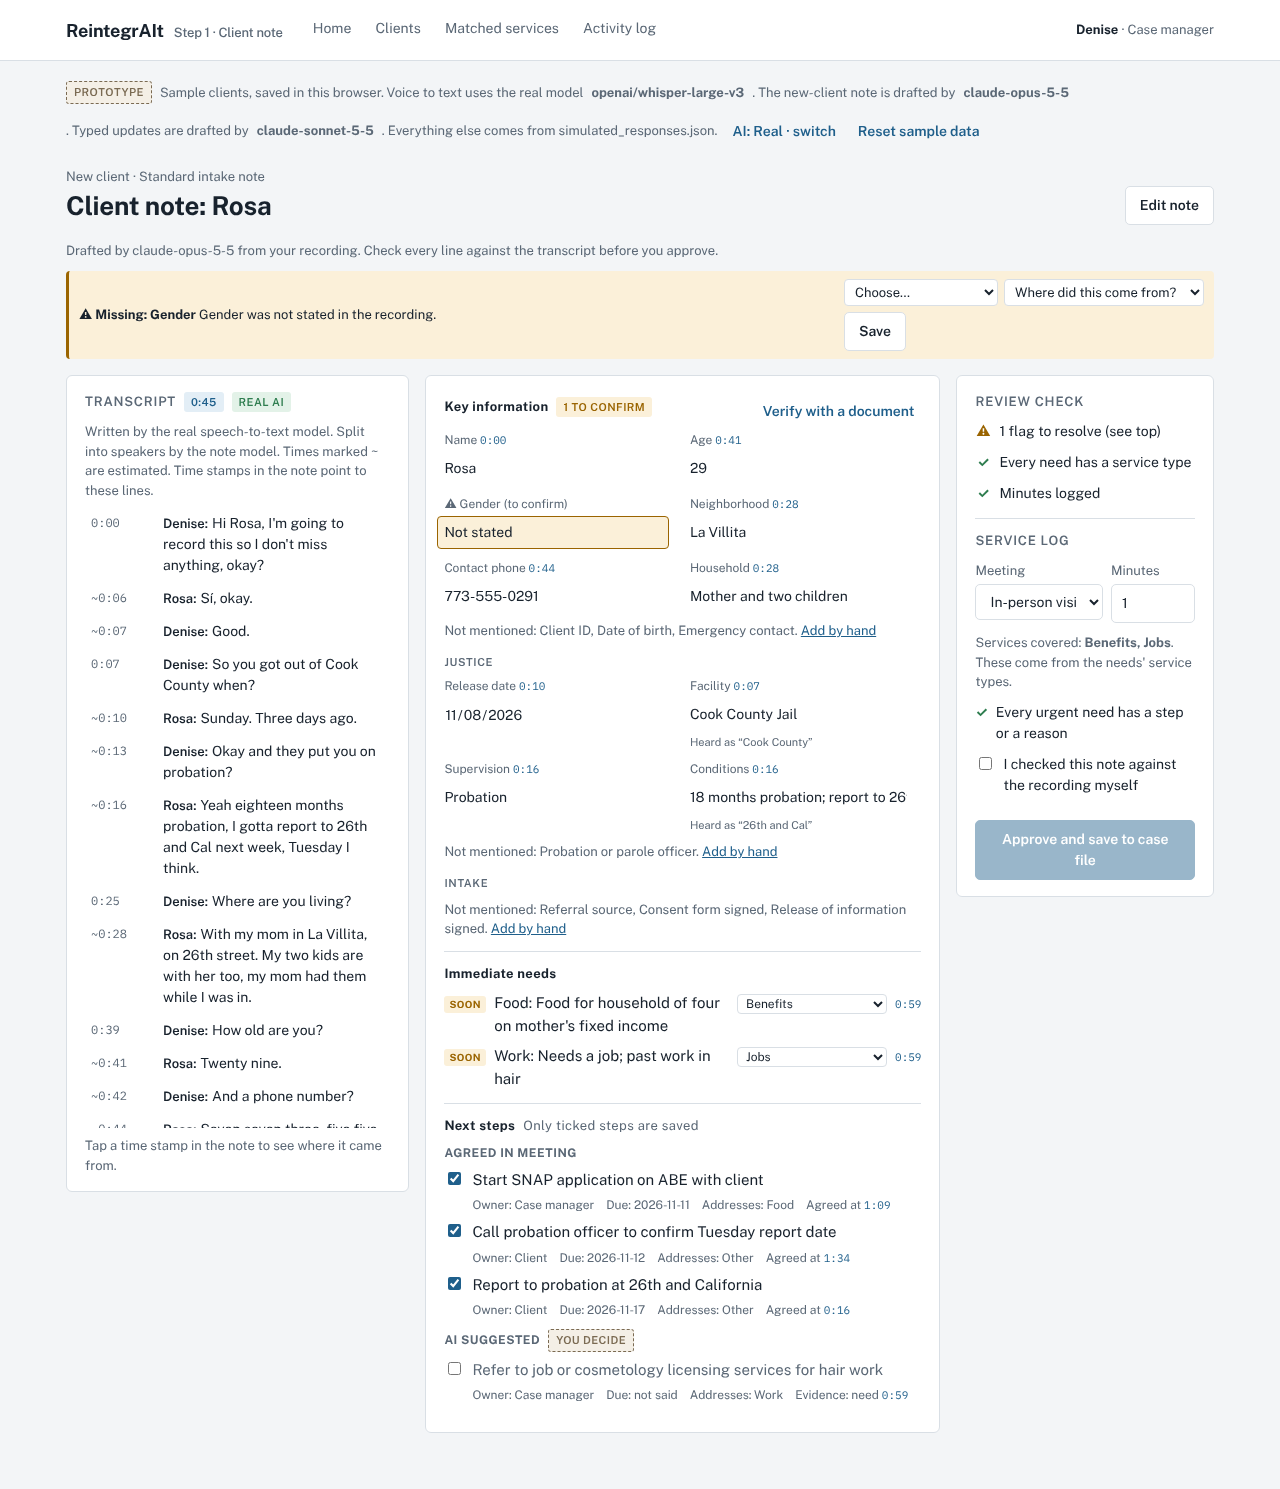 ReintegrAIt Step 1 · Client note Home Clients Matched services Activity log Denise · Case manager
PROTOTYPE Sample clients, saved in this browser. Voice to text uses the real model openai/whisper-large-v3 . The new-client note is drafted by claude-opus-5-5
. Typed updates are drafted by claude-sonnet-5-5 . Everything else comes from simulated_responses.json. AI: Real · switch Reset sample data
New client · Standard intake note
Client note: Rosa
Edit note
Drafted by claude-opus-5-5 from your recording. Check every line against the transcript before you approve.
⚠ Missing: Gender Gender was not stated in the recording.
Choose... Where did this come from?
Save
TRANSCRIPT 0:45 REAL AI
Written by the real speech-to-text model. Split
into speakers by the note model. Times marked ~
are estimated. Time stamps in the note point to
these lines.
0:00 Denise: Hi Rosa, I'm going to
record this so I don't miss
anything, okay?
~0:06 Rosa: Sí, okay.
~0:07 Denise: Good.
0:07 Denise: So you got out of Cook
County when?
~0:10 Rosa: Sunday. Three days ago.
~0:13 Denise: Okay and they put you on
probation?
~0:16 Rosa: Yeah eighteen months
probation, I gotta report to 26th
and Cal next week, Tuesday I
think.
0:25 Denise: Where are you living?
~0:28 Rosa: With my mom in La Villita,
on 26th street. My two kids are
with her too, my mom had them
while I was in.
0:39 Denise: How old are you?
~0:41 Rosa: Twenty nine.
~0:42 Denise: And a phone number?
~0:44 Rosa: Seven seven three, five five
Tap a time stamp in the note to see where it came
from.
Key information 1 TO CONFIRM Verify with a document
Name 0:00 Age 0:41
Rosa 29
⚠ Gender (to confirm) Neighborhood 0:28
Not stated La Villita
Contact phone 0:44 Household 0:28
773-555-0291 Mother and two children
Not mentioned: Client ID, Date of birth, Emergency contact. Add by hand
JUSTICE
Release date 0:10 Facility 0:07
11/08/2026 Cook County Jail
Heard as “Cook County”
Supervision 0:16 Conditions 0:16
Probation 18 months probation; report to 26
Heard as “26th and Cal”
Not mentioned: Probation or parole officer. Add by hand
INTAKE
Not mentioned: Referral source, Consent form signed, Release of information
signed. Add by hand
Immediate needs
SOON Food: Food for household of four Benefits 0:59
on mother's fixed income
SOON Work: Needs a job; past work in Jobs 0:59
hair
Next steps Only ticked steps are saved
AGREED IN MEETING
Start SNAP application on ABE with client
Owner: Case manager Due: 2026-11-11 Addresses: Food Agreed at 1:09
Call probation officer to confirm Tuesday report date
Owner: Client Due: 2026-11-12 Addresses: Other Agreed at 1:34
Report to probation at 26th and California
Owner: Client Due: 2026-11-17 Addresses: Other Agreed at 0:16
AI SUGGESTED YOU DECIDE
Refer to job or cosmetology licensing services for hair work
Owner: Case manager Due: not said Addresses: Work Evidence: need 0:59
REVIEW CHECK
⚠ 1 flag to resolve (see top)
✓ Every need has a service type
✓ Minutes logged
SERVICE LOG
Meeting Minutes
In-person visi 1
Services covered: Benefits, Jobs.
These come from the needs' service
types.
✓ Every urgent need has a step
or a reason
I checked this note against
the recording myself
Approve and save to case
file